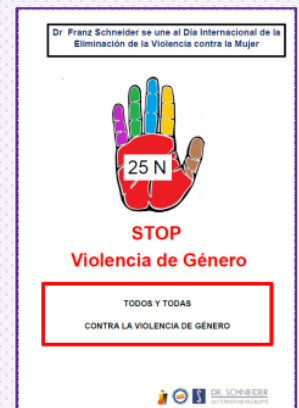 Dr Franz Schneider se une al Día Internacional de la
Eliminación de la Violencia contra la Mujer
25 N
STOP
Violencia de Género
TODOS Y TODAS
CONTRA LA VIOLENCIA DE GÉNERO
DR. SCHNEIDER
UNTERNEHMENSGRUPPE